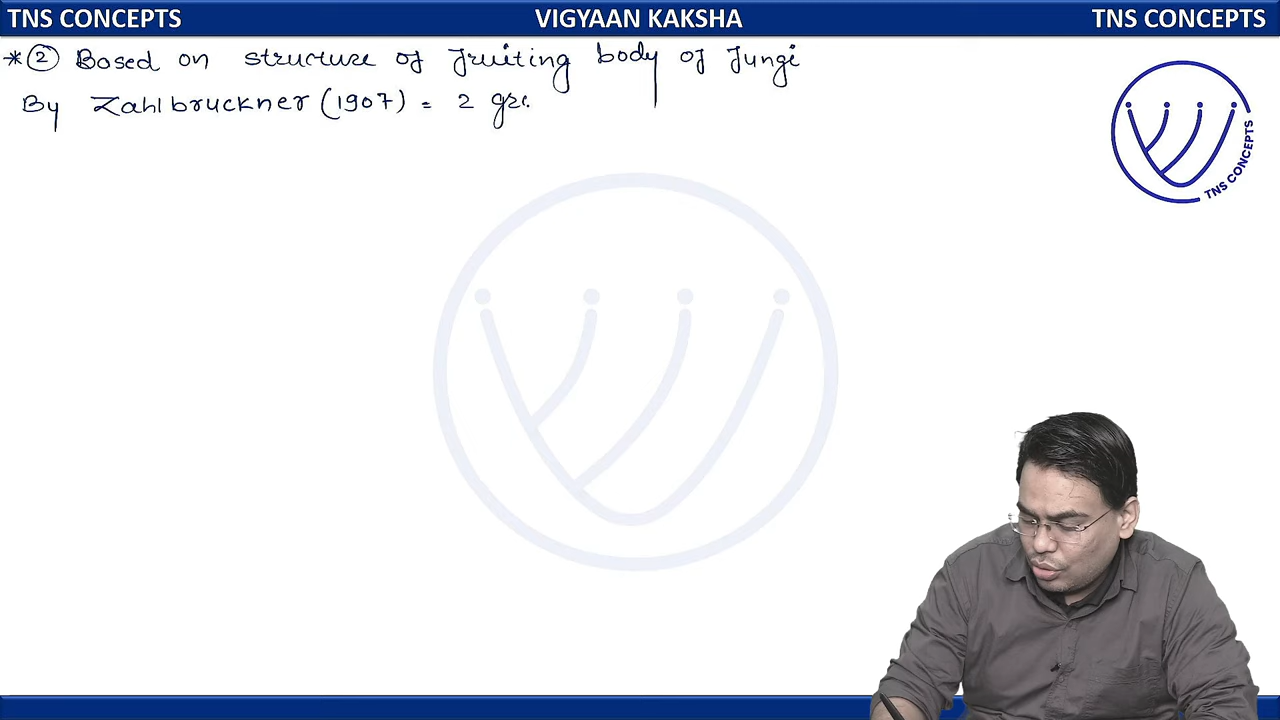 TNS CONCEPTS VIGYAAN KAKSHA TNS CONCEPTS
* ② Based on structure of fruiting body of fungi
By Zahlbruckner (1907) = 2 gro
TNS CONCEPTS